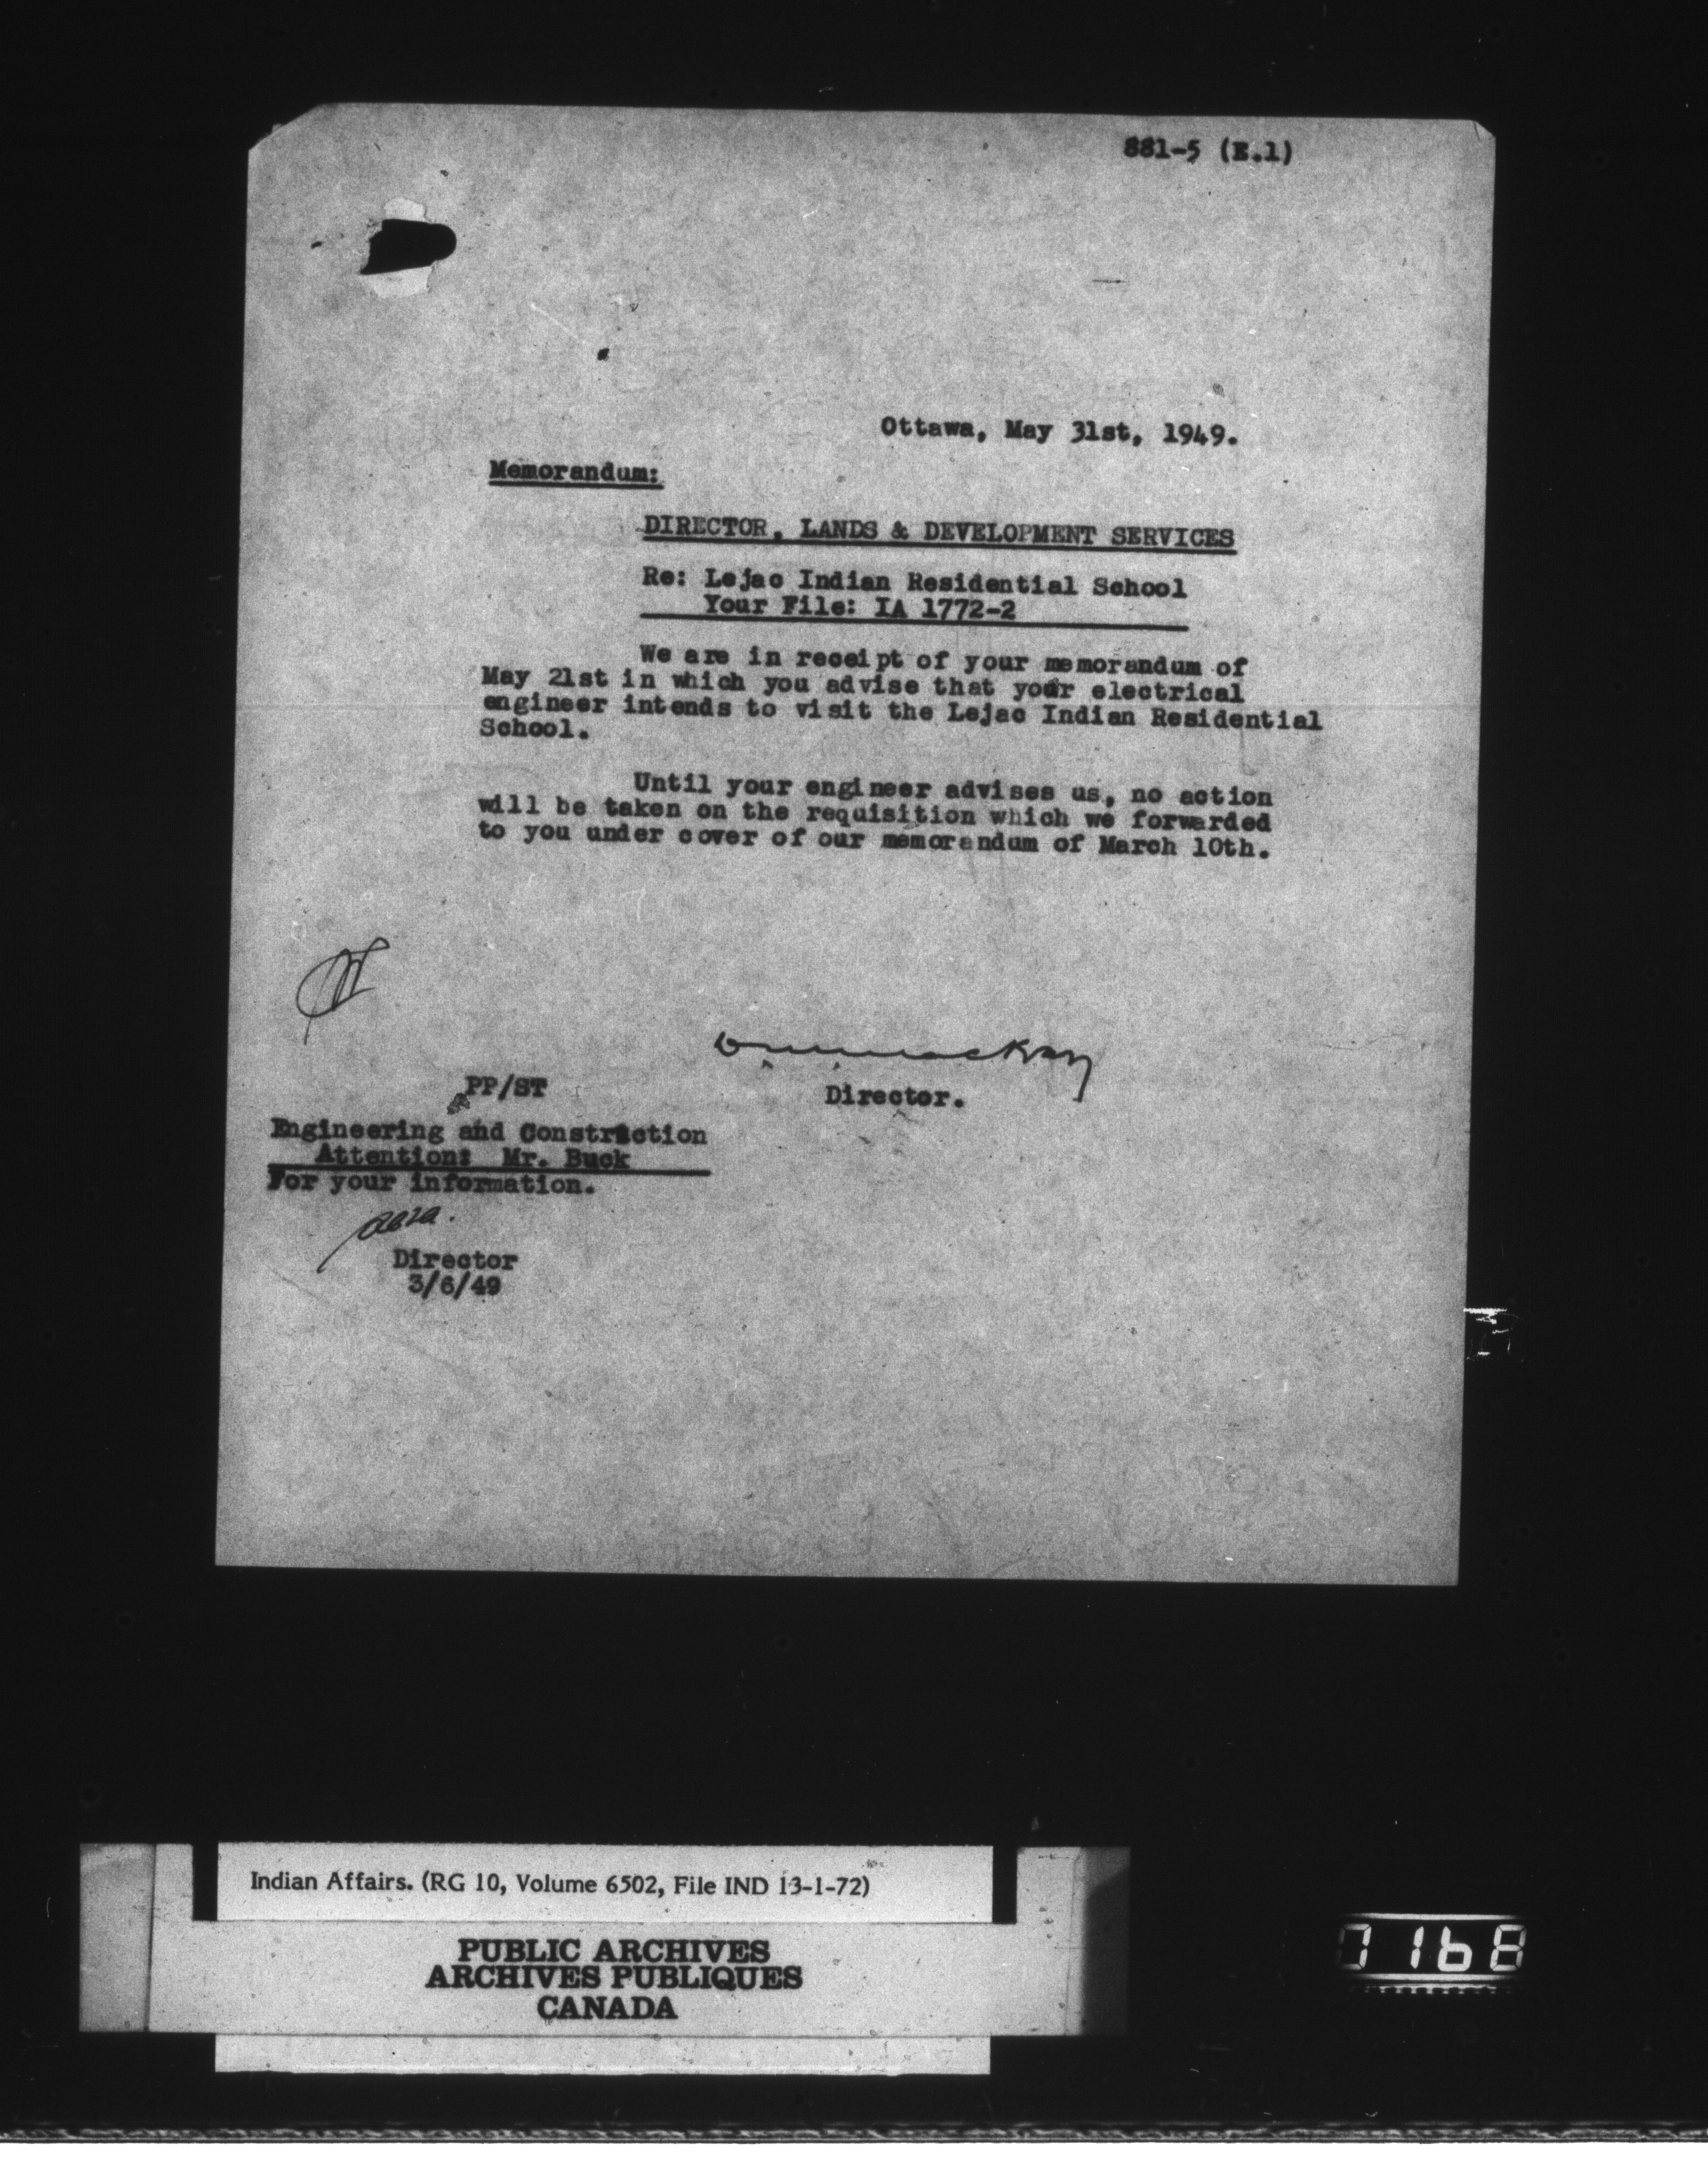 881-5 (E.1)
Ottawa, May 31st, 1949.
Memorandum:
DIRECTOR, LANDS & DEVELOPMENT SERVICES
Re: Lejac Indian Residential School
Your File: IA 1772-2
We are in receipt of your memorandum of
May 21st in which you advise that your electrical
engineer intends to visit the Lejac Indian Residential
School.
Until your engineer advises us, no action
will be taken on the requisition which we forwarded
to you under cover of our memorandum of March 10th.
Director.
PP/ST
Engineering and Construction
Attention: Mr. Buck
For your information.
Director
3/6/49
Indian Affairs. (RG 10, Volume 6502, File IND 13-1-72)
PUBLIC ARCHIVES
ARCHIVES PUBLIQUES
CANADA